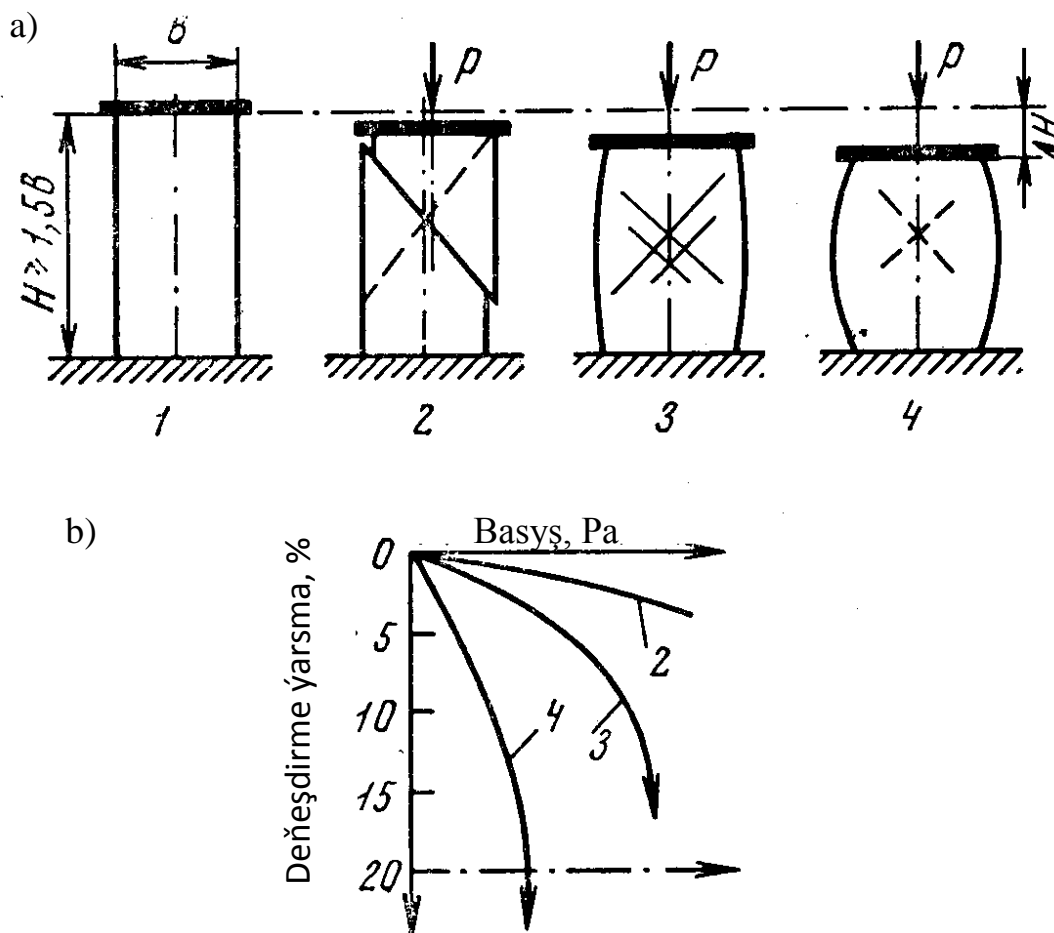 a)
B
P
P
P
ΔH
H ≥ 1,5B
1
2
3
4
b)
Basyş, Pa
Deňeşdirme ýarsma, %
0
5
10
15
20
2
3
4